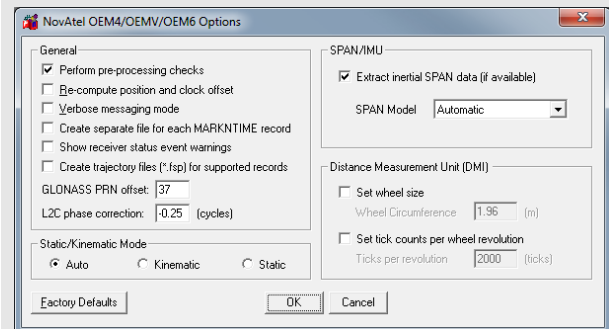 NovAtel OEM4/OEMV/OEM6 Options
General
Perform pre-processing checks
Re-compute position and clock offset
Verbose messaging mode
Create separate file for each MARKNTIME record
Show receiver status event warnings
Create trajectory files (*.fsp) for supported records
GLONASS PRN offset: 37
L2C phase correction: -0.25 (cycles)
Static/Kinematic Mode
Auto Kinematic Static
SPAN/IMU
Extract inertial SPAN data (if available)
SPAN Model Automatic
Distance Measurement Unit (DMI)
Set wheel size
Wheel Circumference 1.96 (m)
Set tick counts per wheel revolution
Ticks per revolution 2000 (ticks)
Factory Defaults OK Cancel